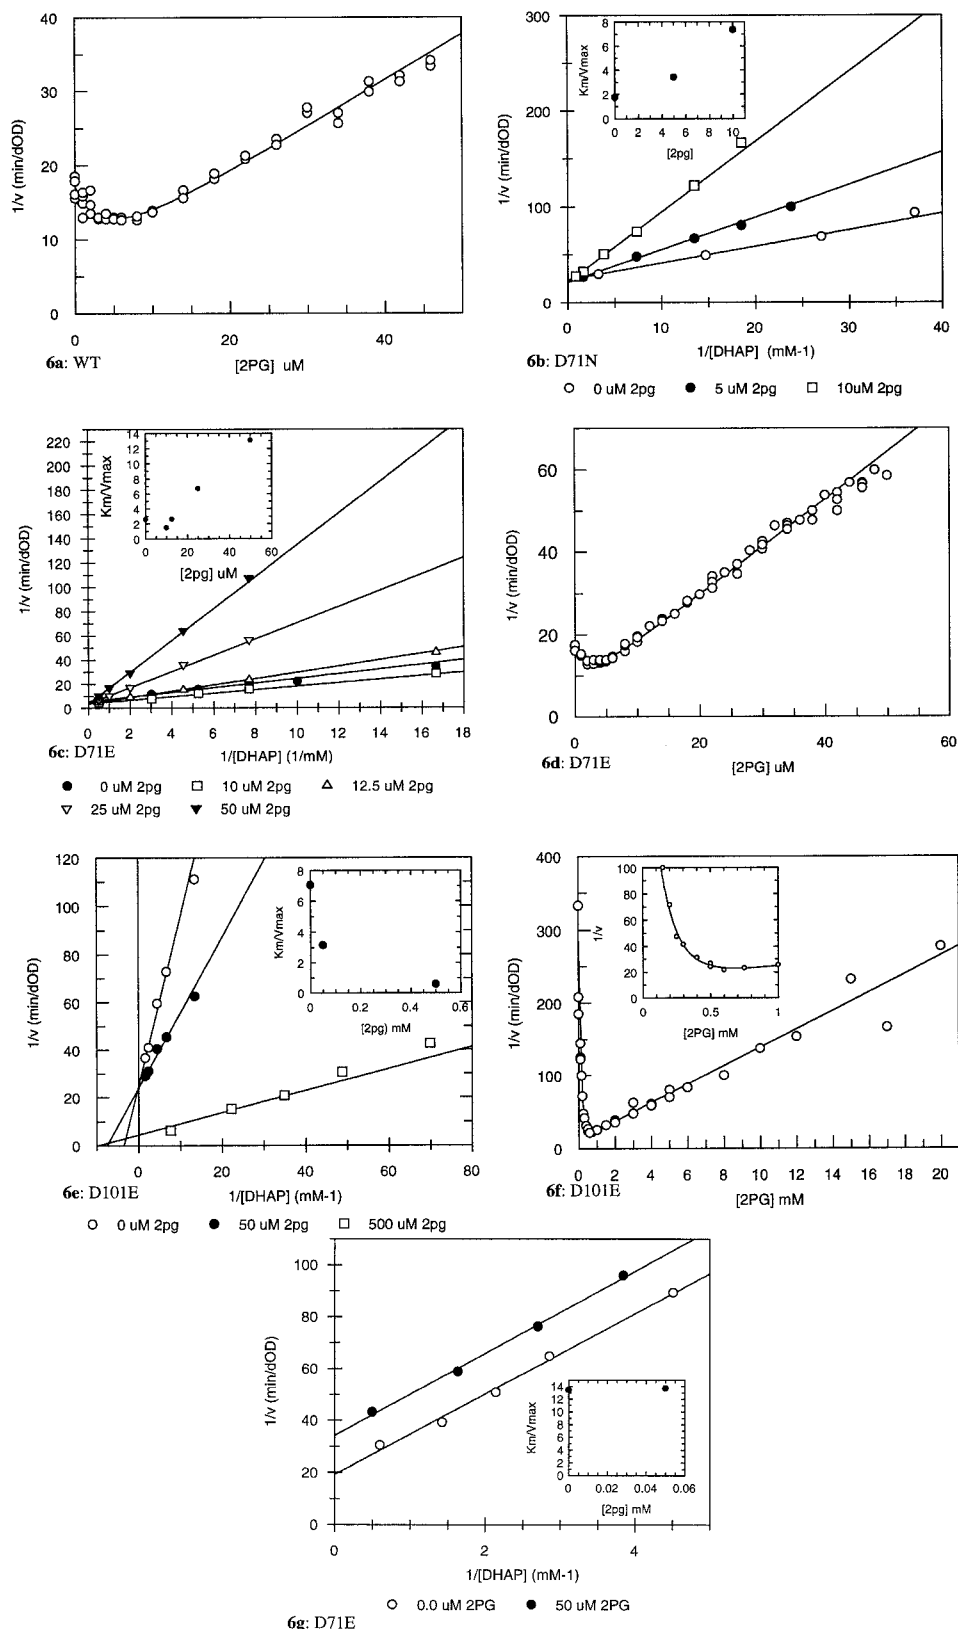 40
30
20
10
0
1/v (min/dOD)
0 20 40
6a: WT
[2PG] uM
300
200
100
0
1/v (min/dOD)
8
6
4
2
0
Km/Vmax
0 2 4 6 8 10
[2pg]
0 10 20 30 40
6b: D71N
1/[DHAP] (mM-1)
0 uM 2pg 5 uM 2pg 10uM 2pg
220
200
180
160
140
120
100
80
60
40
20
0
1/v (min/dOD)
14
12
10
8
6
4
2
0
Km/Vmax
0 20 40 60
[2pg] uM
0 2 4 6 8 10 12 14 16 18
6c: D71E
1/[DHAP] (1/mM)
0 uM 2pg 10 uM 2pg 12.5 uM 2pg
25 uM 2pg 50 uM 2pg
60
40
20
0
1/v (min/dOD)
0 20 40 60
6d: D71E
[2PG] uM
120
100
80
60
40
20
0
1/v (min/dOD)
8
6
4
2
0
Km/Vmax
0 0.2 0.4 0.6
[2pg) mM
0 20 40 60 80
6e: D101E
1/[DHAP] (mM-1)
0 uM 2pg 50 uM 2pg 500 uM 2pg
400
300
200
100
0
1/v (min/dOD)
100
80
60
40
20
0
1/v
0 0.5 1
[2PG] mM
0 2 4 6 8 10 12 14 16 18 20
6f: D101E
[2PG] mM
100
80
60
40
20
0
1/v (min/dOD)
14
12
10
8
6
4
2
0
Km/Vmax
0 0.02 0.04 0.06
[2pg] mM
0 2 4
1/[DHAP] (mM-1)
0.0 uM 2PG 50 uM 2PG
6g: D71E